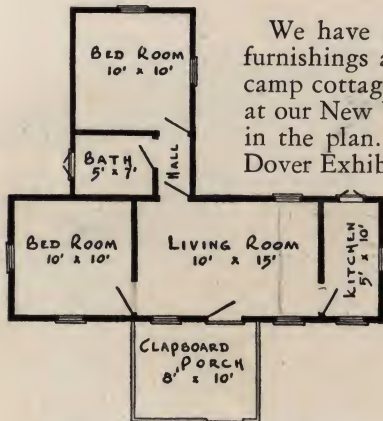 We have
furnishings a
camp cottag
at our New
in the plan.
Dover Exhib
BED ROOM
10' x 10'
BATH
5' x 7'
HALL
BED ROOM
10' x 10'
LIVING ROOM
10' x 15'
KITCHEN
5' x 10'
CLAPBOARD
PORCH
8' x 10'